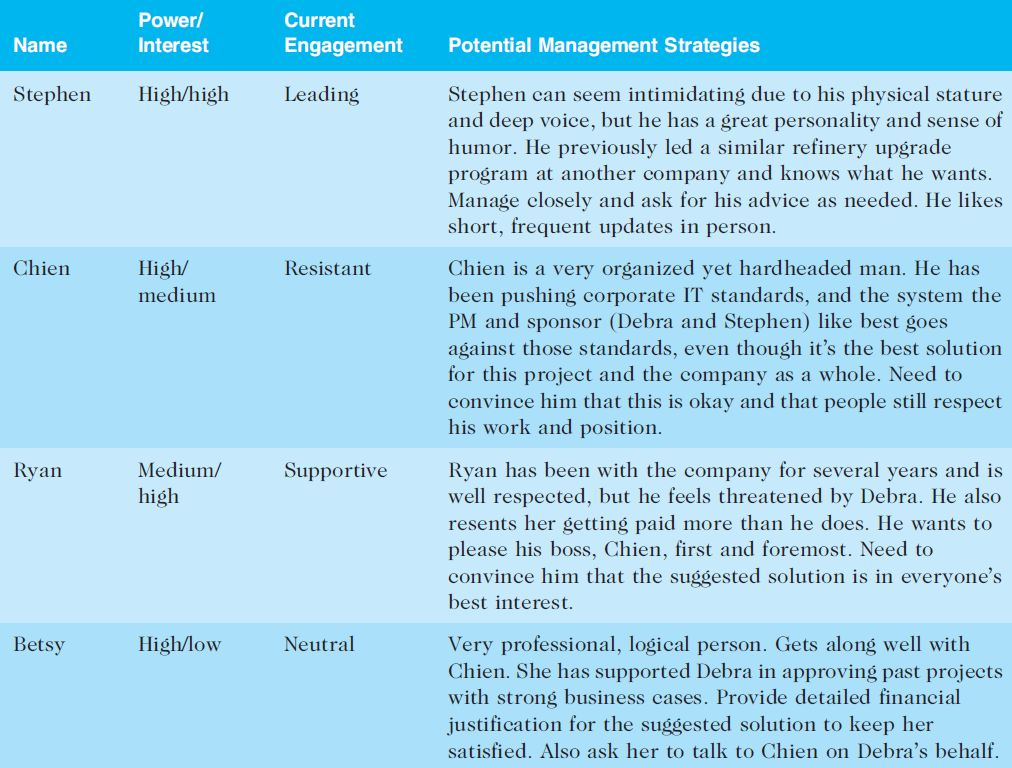 Name
Power/
Interest
Current
Engagement
Potential Management Strategies
Stephen
High/high
Leading
Stephen can seem intimidating due to his physical stature
and deep voice, but he has a great personality and sense of
humor. He previously led a similar refinery upgrade
program at another company and knows what he wants.
Manage closely and ask for his advice as needed. He likes
short, frequent updates in person.
Chien
High/
medium
Resistant
Chien is a very organized yet hardheaded man. He has
been pushing corporate IT standards, and the system the
PM and sponsor (Debra and Stephen) like best goes
against those standards, even though it's the best solution
for this project and the company as a whole. Need to
convince him that this is okay and that people still respect
his work and position.
Ryan
Medium/
high
Supportive
Ryan has been with the company for several years and is
well respected, but he feels threatened by Debra. He also
resents her getting paid more than he does. He wants to
please his boss, Chien, first and foremost. Need to
convince him that the suggested solution is in everyone's
best interest.
Betsy
High/low
Neutral
Very professional, logical person. Gets along well with
Chien. She has supported Debra in approving past projects
with strong business cases. Provide detailed financial
justification for the suggested solution to keep her
satisfied. Also ask her to talk to Chien on Debra's behalf.